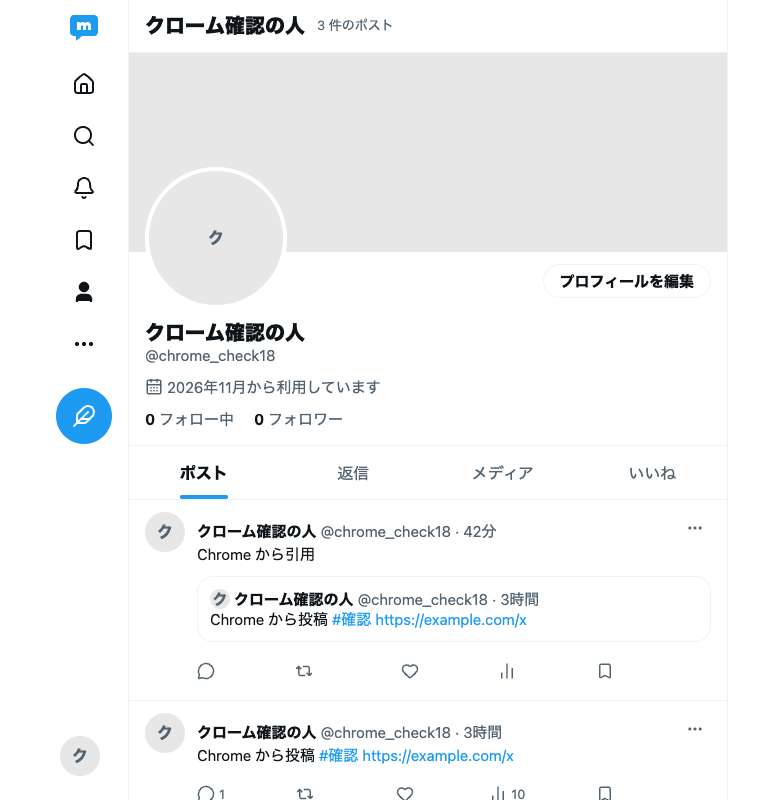 m
クローム確認の人 3 件のポスト
ク
プロフィールを編集
クローム確認の人
@chrome_check18
2026年11月から利用しています
0 フォロー中 0 フォロワー
ポスト 返信 メディア いいね
ク
クローム確認の人 @chrome_check18 · 42分
Chrome から引用
ク クローム確認の人 @chrome_check18 · 3時間
Chrome から投稿 #確認 https://example.com/x
ク
クローム確認の人 @chrome_check18 · 3時間
Chrome から投稿 #確認 https://example.com/x
1 10
ク